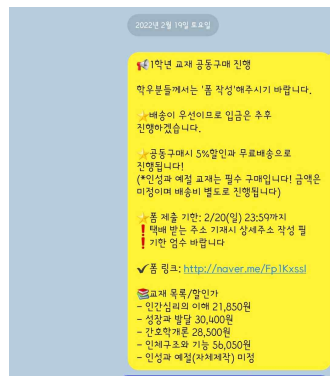 2022년 2월 19일 토요일
📢1학년 교재 공동구매 진행
학우분들께서는 '폼 작성'해주시기 바랍니다.
⭐배송이 우선이므로 입금은 추후
진행하겠습니다.
⭐공동구매시 5%할인과 무료배송으로
진행됩니다!
(*인성과 예절 교재는 필수 구매입니다! 금액은
미정이며 배송비 별도로 진행됩니다)
⭐폼 제출 기한: 2/20(일) 23:59까지
❗택배 받는 주소 기재시 상세주소 작성 필
❗기한 엄수 바랍니다
✔폼 링크: http://naver.me/Fp1Kxssl
📚교재 목록/할인가
- 인간심리의 이해 21,850원
- 성장과 발달 30,400원
- 간호학개론 28,500원
- 인체구조와 기능 56,050원
- 인성과 예절(자체제작) 미정